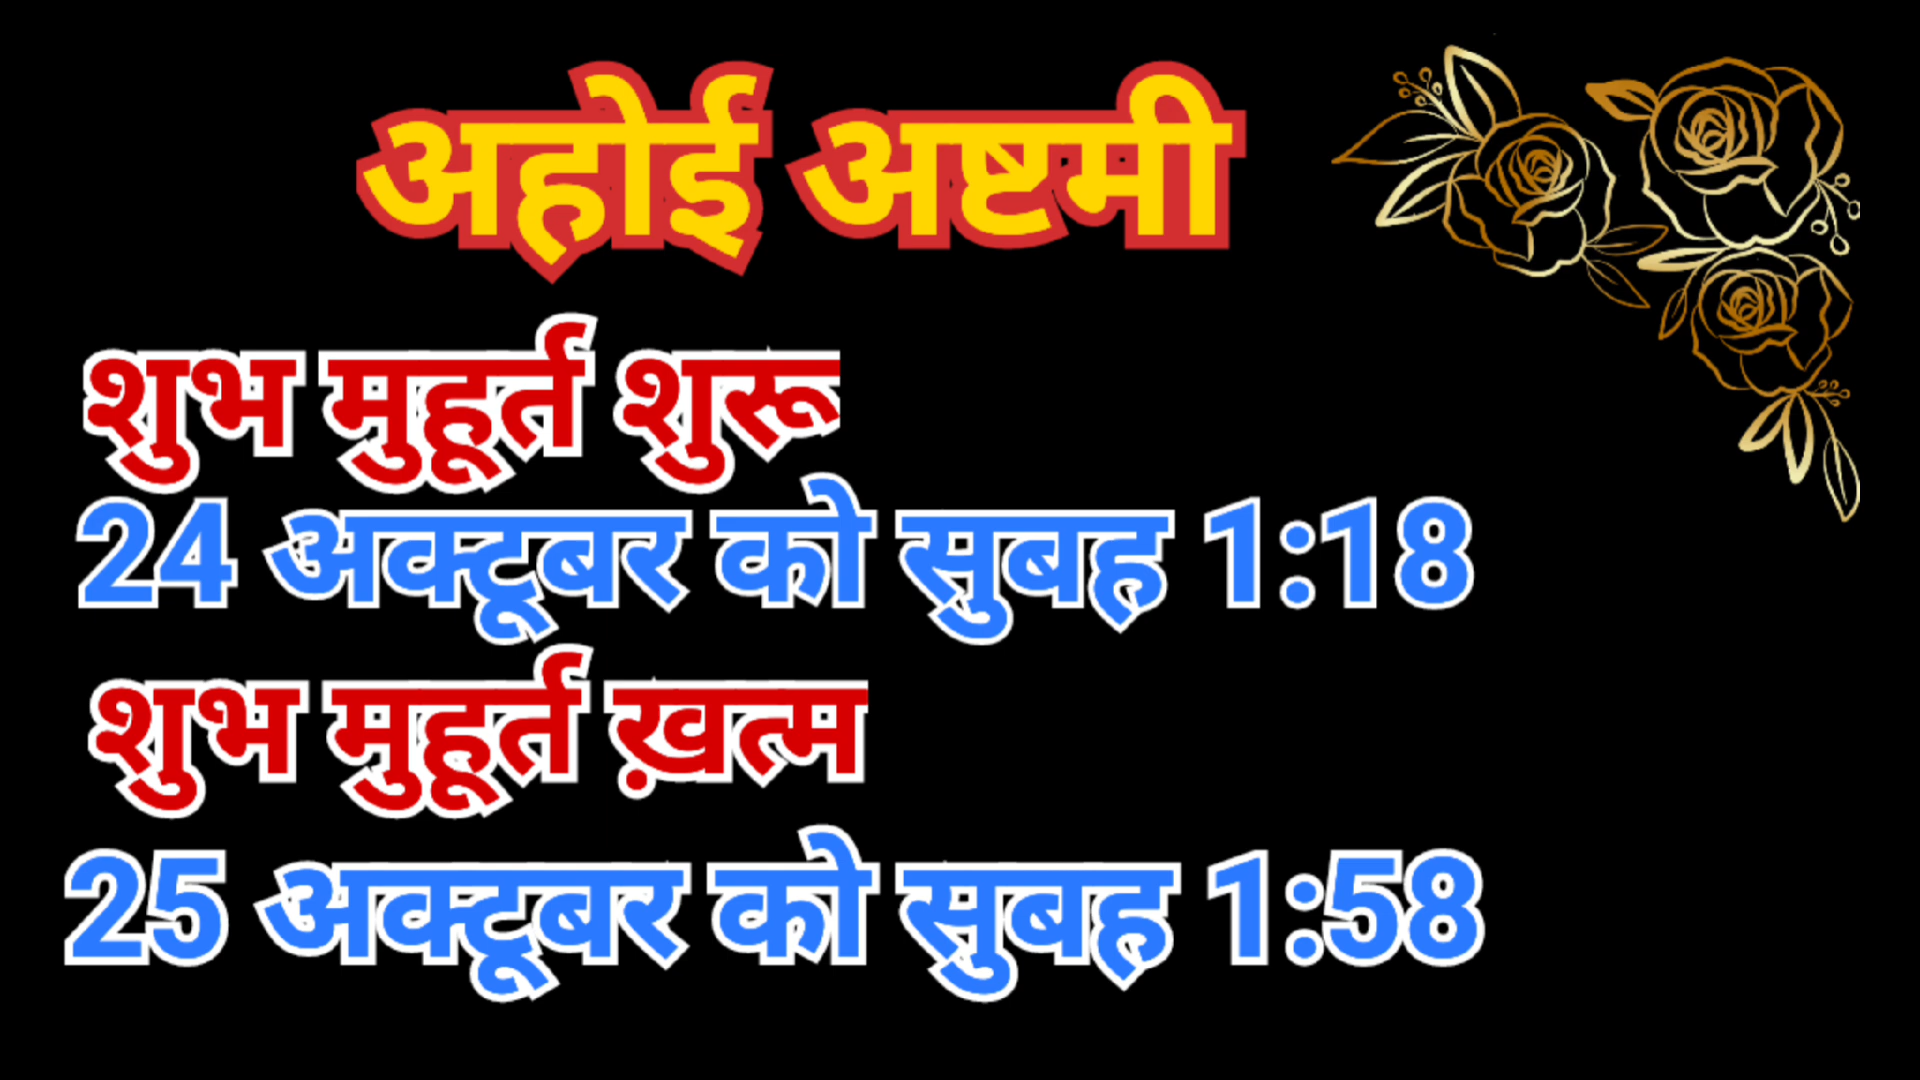 अहोई अष्टमी
शुभ मुहूर्त शुरू
24 अक्टूबर को सुबह 1:18
शुभ मुहूर्त ख़त्म
25 अक्टूबर को सुबह 1:58